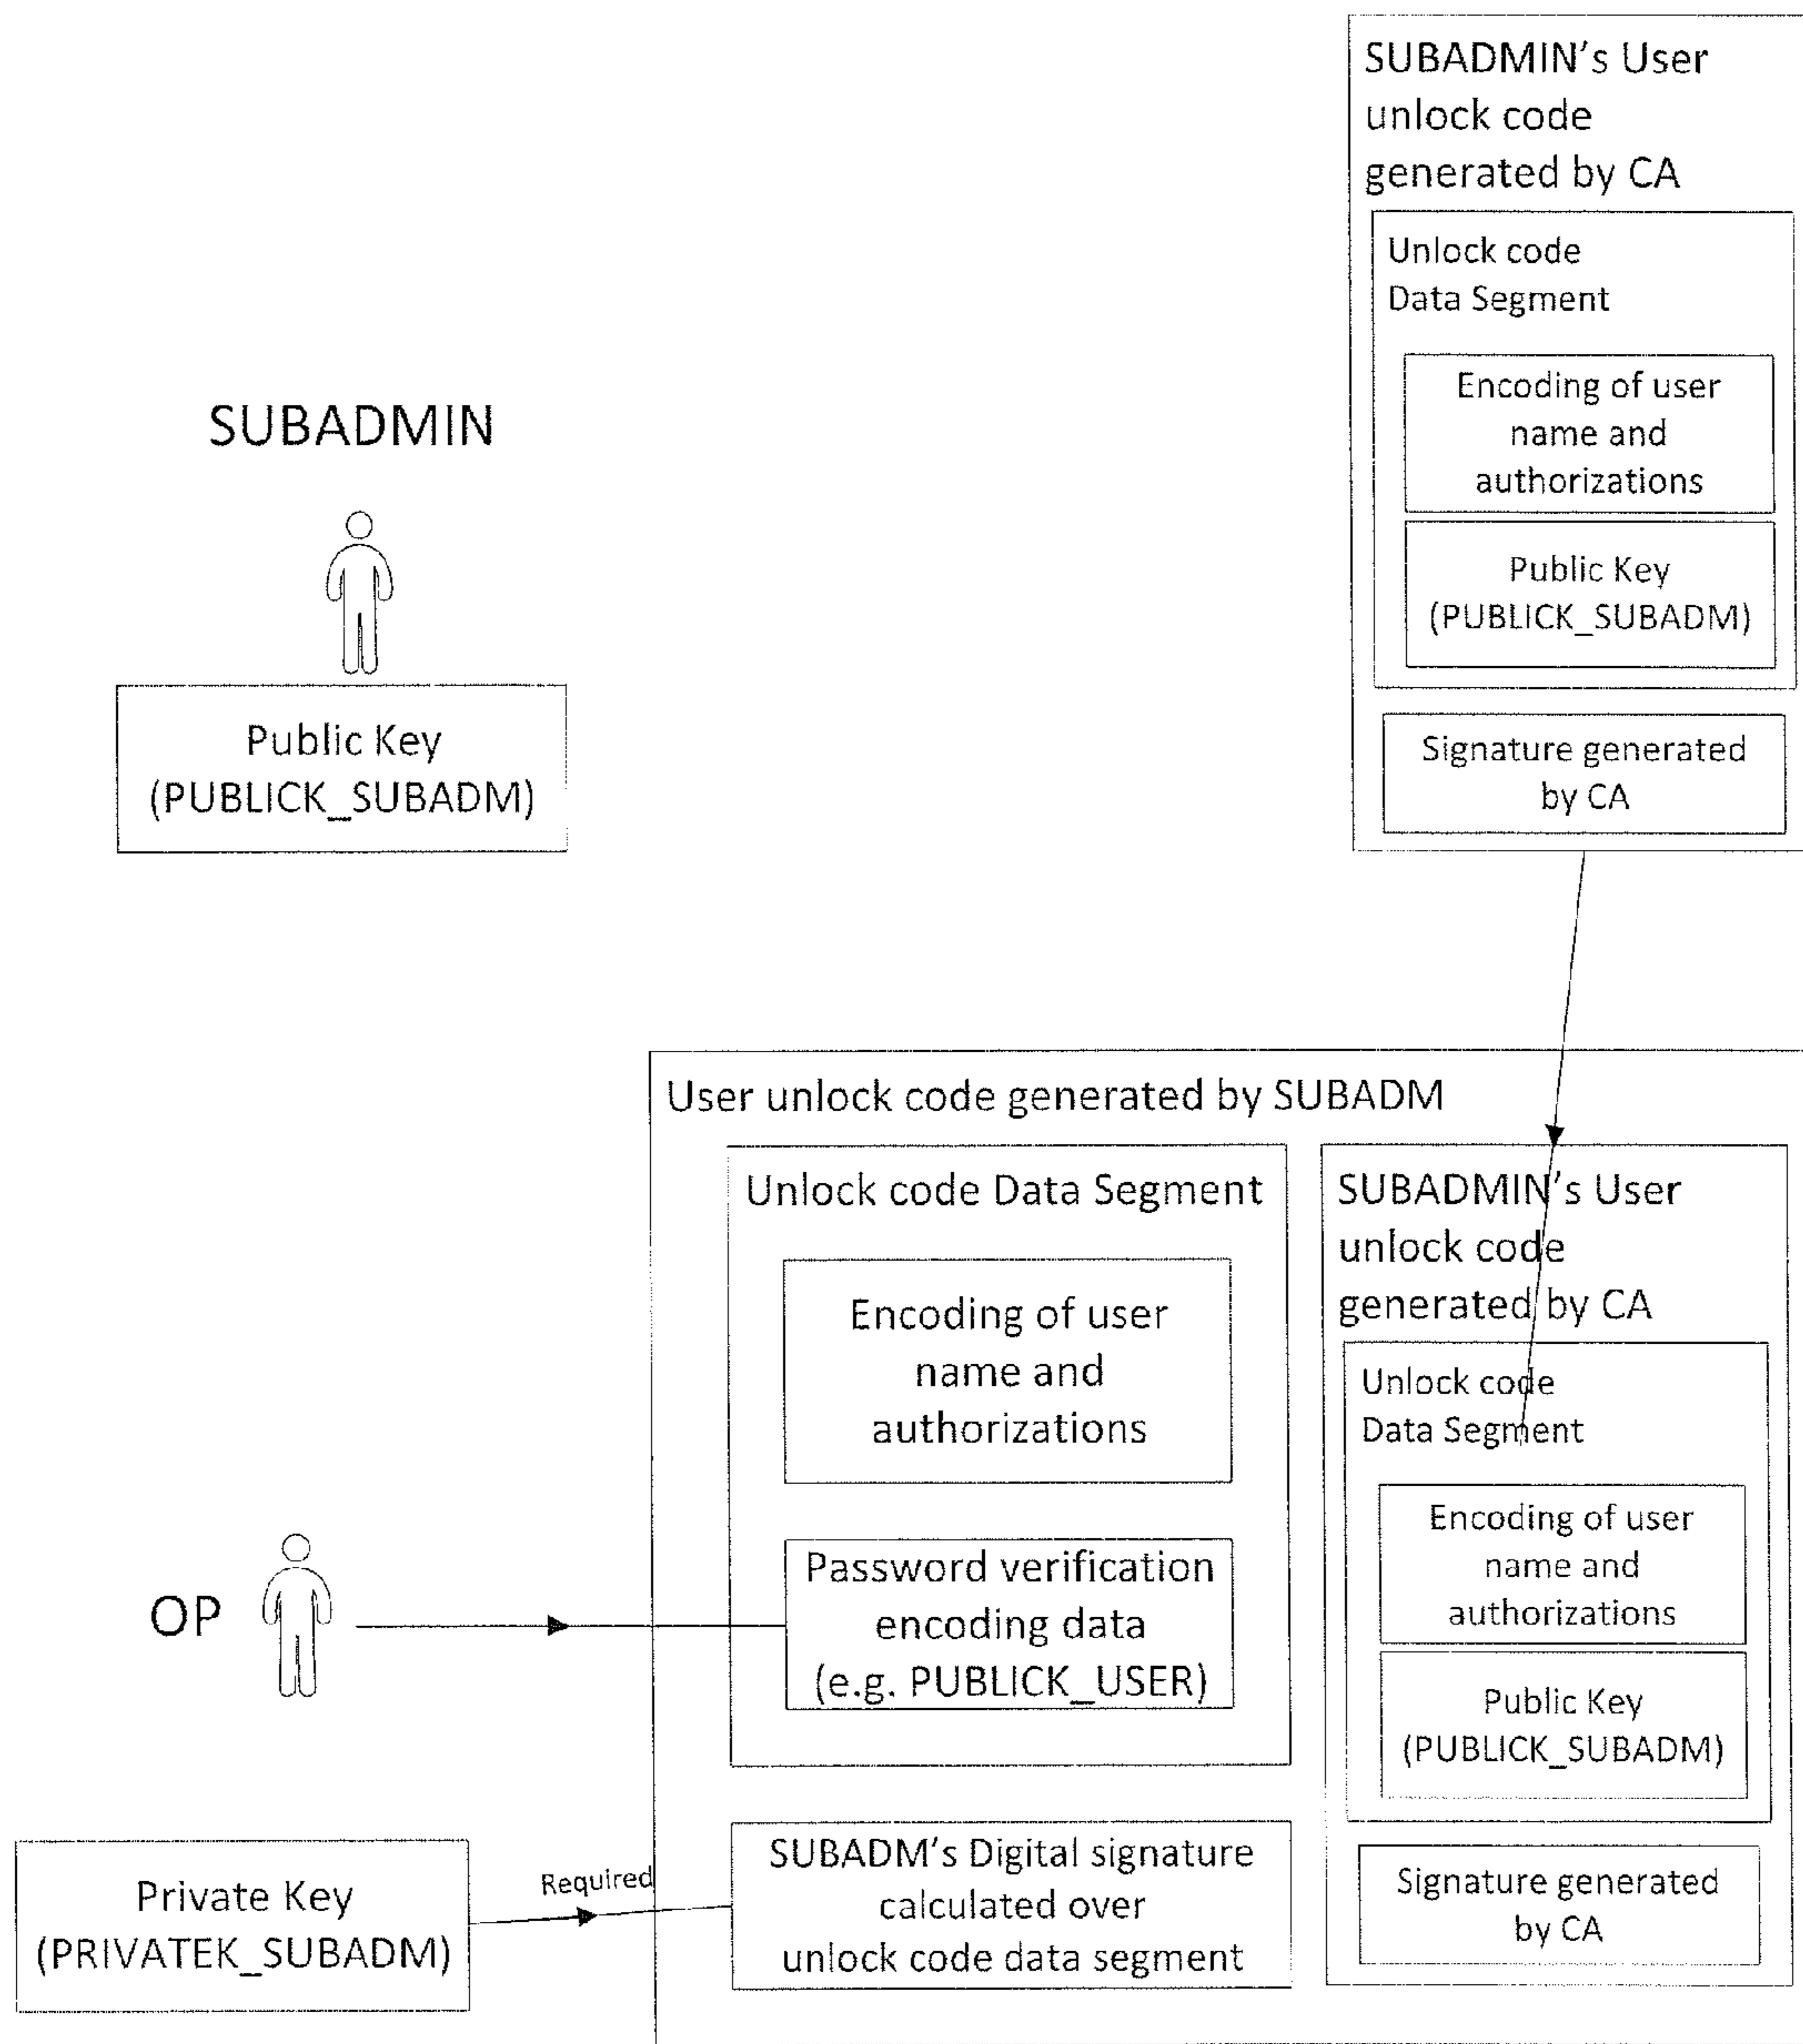 SUBADMIN's User
unlock code
generated by CA
Unlock code
Data Segment
Encoding of user
name and
authorizations
Public Key
(PUBLICK_SUBADM)
Signature generated
by CA
SUBADMIN
Public Key
(PUBLICK_SUBADM)
User unlock code generated by SUBADM
Unlock code Data Segment
Encoding of user
name and
authorizations
Password verification
encoding data
(e.g. PUBLICK_USER)
SUBADM's Digital signature
calculated over
unlock code data segment
SUBADMIN's User
unlock code
generated by CA
Unlock code
Data Segment
Encoding of user
name and
authorizations
Public Key
(PUBLICK_SUBADM)
Signature generated
by CA
OP
Private Key
(PRIVATEK_SUBADM)
Required